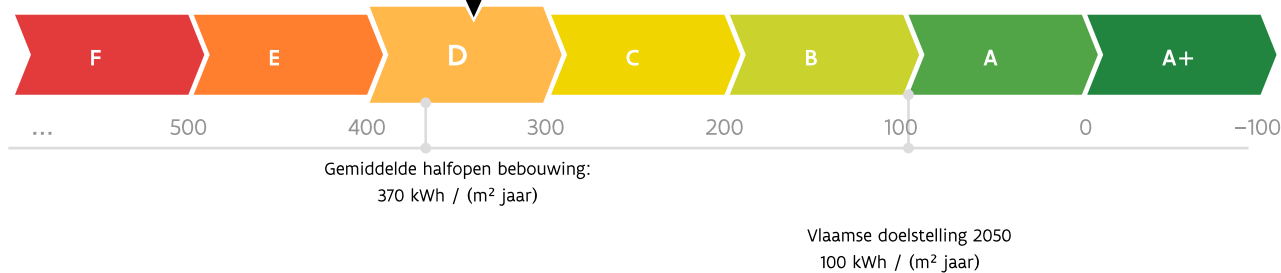 F E D C B A A+
... 500 400 300 200 100 0 −100
Gemiddelde halfopen bebouwing:
370 kWh / (m² jaar)
Vlaamse doelstelling 2050
100 kWh / (m² jaar)